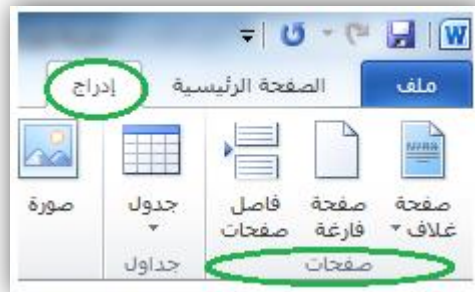 W
ملف الصفحة الرئيسية إدراج
صفحة غلاف
صفحة فارغة
فاصل صفحات
جدول
صورة
صفحات
جداول